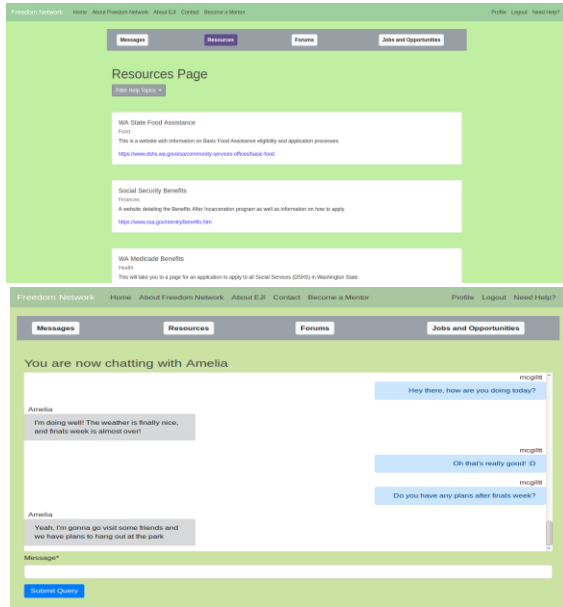 Freedom Network Home About Freedom Network About EJI Contact Become a Mentor Profile Logout Need Help?
Messages Resources Forums Jobs and Opportunities
Resources Page
Filter Help Topics
WA State Food Assistance
Food
This is a website with information on Basic Food Assistance eligibility and application processes.
https://www.dshs.wa.gov/esa/community-services-offices/basic-food
Social Security Benefits
Finances
A website detailing the Benefits After Incarceration program as well as information on how to apply.
https://www.ssa.gov/reentry/benefits.htm
WA Medicade Benefits
Health
This will take you to a page for an application to apply to all Social Services (DSHS) in Washington State.
Freedom Network Home About Freedom Network About EJI Contact Become a Mentor Profile Logout Need Help?
Messages Resources Forums Jobs and Opportunities
You are now chatting with Amelia
mcgiltt
Hey there, how are you doing today?
Amelia
I'm doing well! The weather is finally nice,
and finals week is almost over!
mcgiltt
Oh that's really good! :D
mcgiltt
Do you have any plans after finals week?
Amelia
Yeah, I'm gonna go visit some friends and
we have plans to hang out at the park
Message*
Submit Query